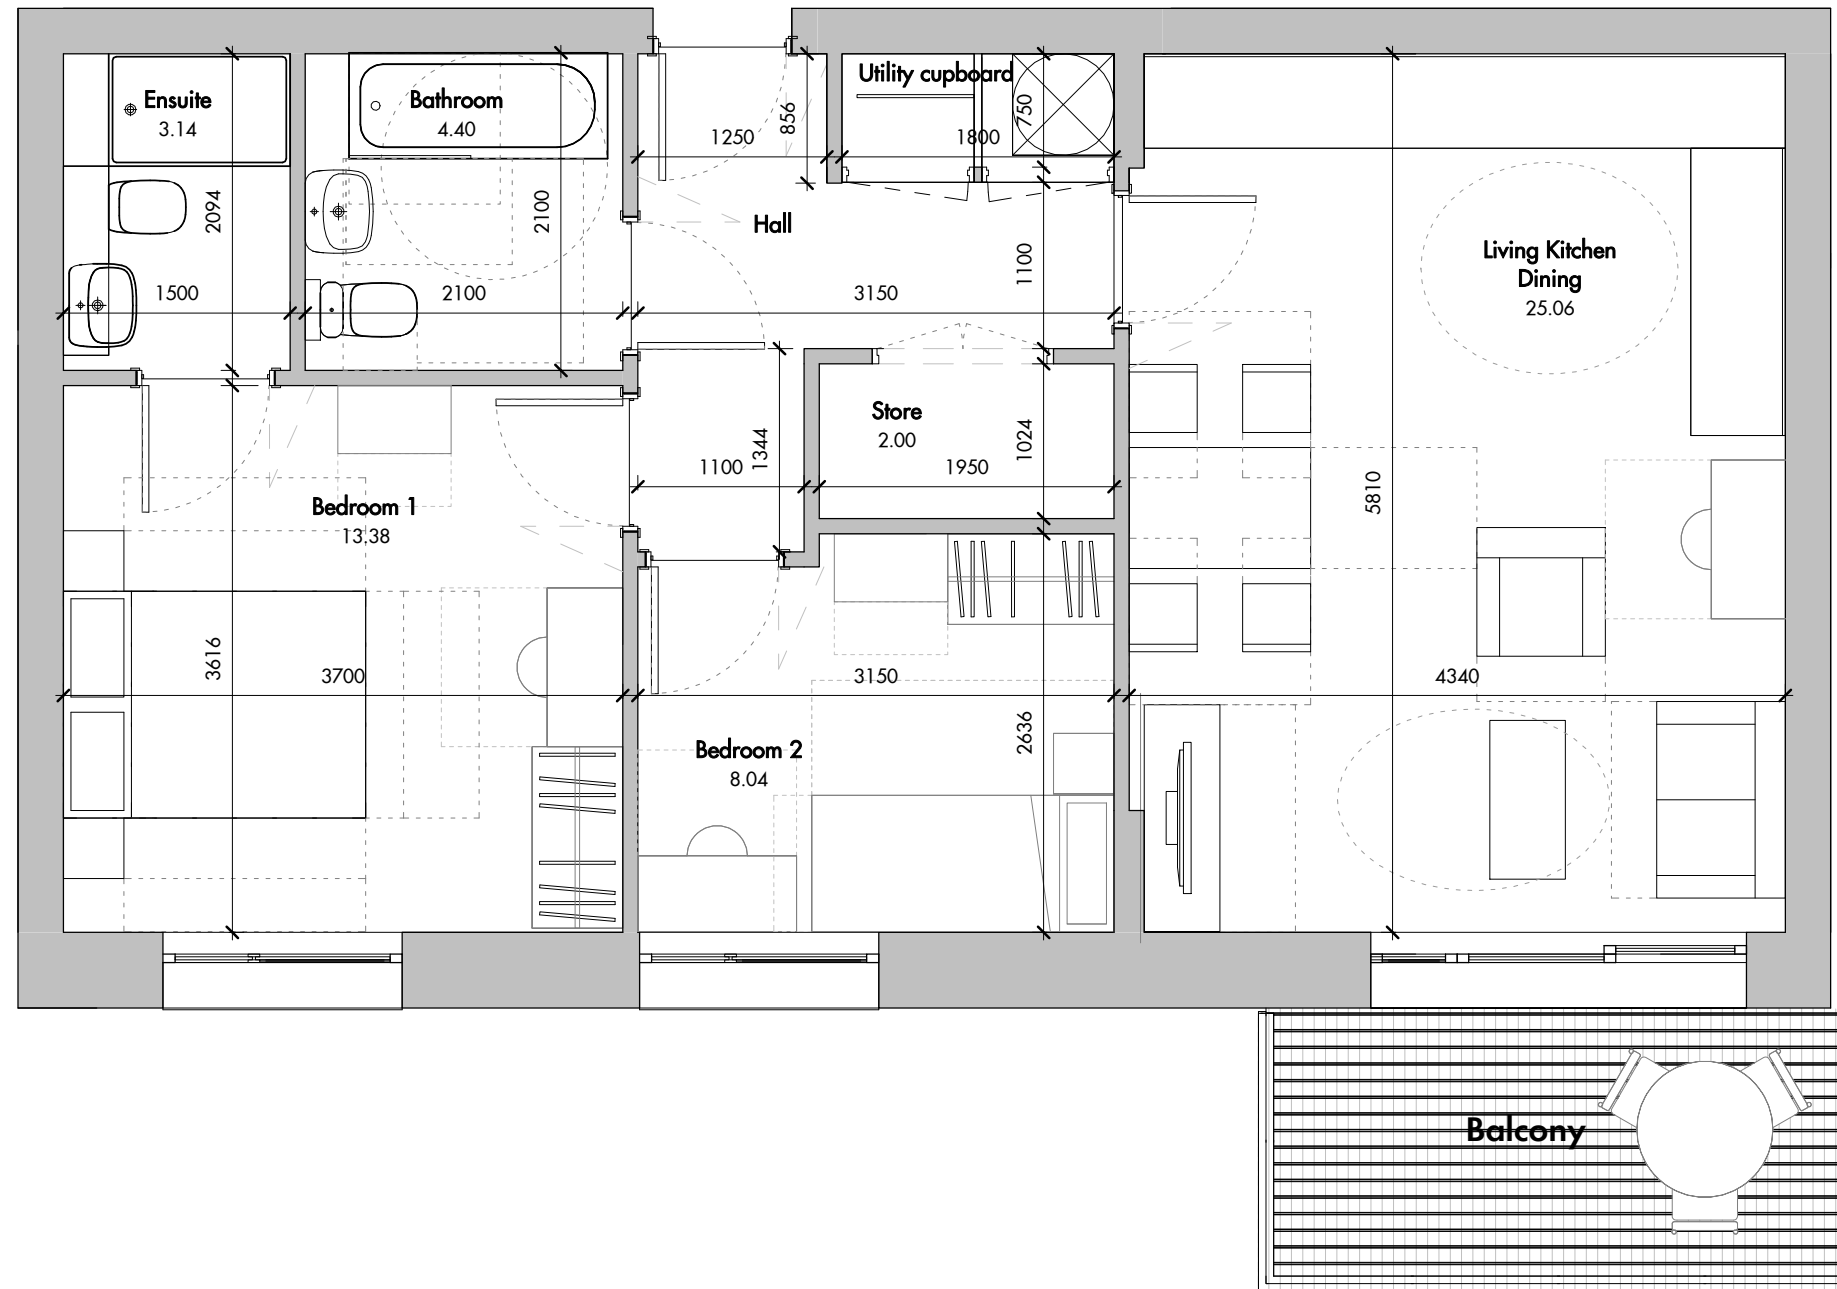 Ensuite
3.14
2094
1500
Bathroom
4.40
2100
2100
1250
856
Utility cupboard
750
1800
Hall
1100
3150
Living Kitchen
Dining
25.06
5810
4340
Store
2.00
1024
1950
1344
1100
Bedroom 1
13.38
3616
3700
3150
2636
Bedroom 2
8.04
Balcony